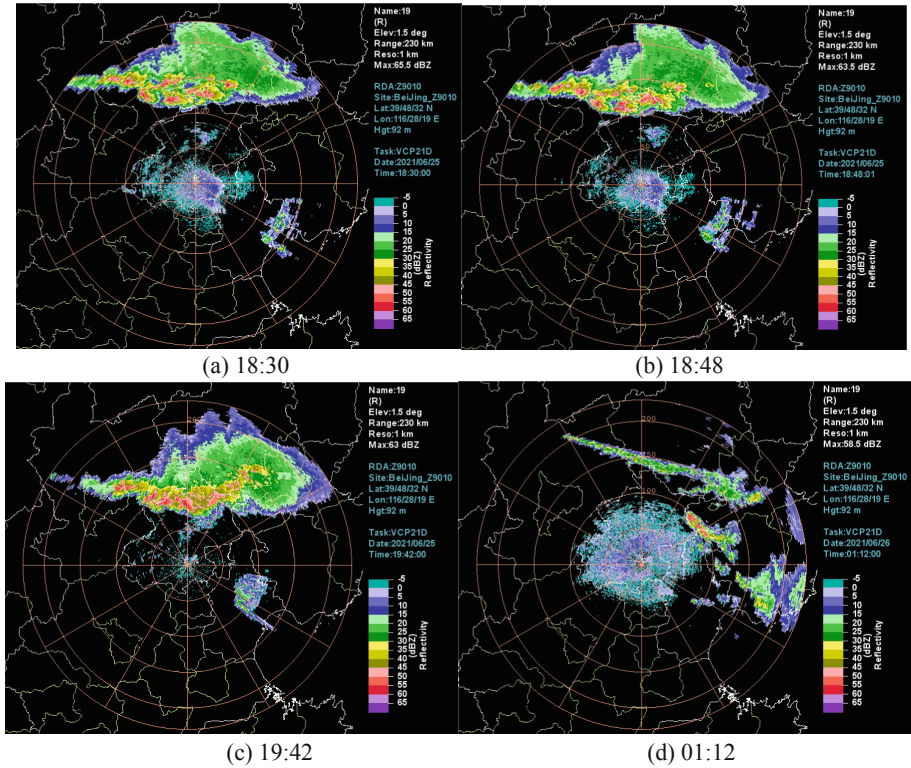 Name:19
(R)
Elev:1.5 deg
Range:230 km
Reso:1 km
Max:65.5 dBZ
RDA:Z9010
Site:BeiJing_Z9010
Lat:39/48/32 N
Lon:116/28/19 E
Hgt:92 m
Task:VCP21D
Date:2021/06/25
Time:18:30:00
-5
0
5
10
15
20
25
30
35
40
45
50
55
60
65
Reflectivity
(dBZ)
(a) 18:30
Name:19
(R)
Elev:1.5 deg
Range:230 km
Reso:1 km
Max:63.5 dBZ
RDA:Z9010
Site:BeiJing_Z9010
Lat:39/48/32 N
Lon:116/28/19 E
Hgt:92 m
Task:VCP21D
Date:2021/06/25
Time:18:48:01
-5
0
5
10
15
20
25
30
35
40
45
50
55
60
65
Reflectivity
(dBZ)
(b) 18:48
Name:19
(R)
Elev:1.5 deg
Range:230 km
Reso:1 km
Max:63 dBZ
RDA:Z9010
Site:BeiJing_Z9010
Lat:39/48/32 N
Lon:116/28/19 E
Hgt:92 m
Task:VCP21D
Date:2021/06/25
Time:19:42:00
-5
0
5
10
15
20
25
30
35
40
45
50
55
60
65
Reflectivity
(dBZ)
(c) 19:42
200
150
100
Name:19
(R)
Elev:1.5 deg
Range:230 km
Reso:1 km
Max:58.5 dBZ
RDA:Z9010
Site:BeiJing_Z9010
Lat:39/48/32 N
Lon:116/28/19 E
Hgt:92 m
Task:VCP21D
Date:2021/06/26
Time:01:12:00
-5
0
5
10
15
20
25
30
35
40
45
50
55
60
65
Reflectivity
(dBZ)
(d) 01:12